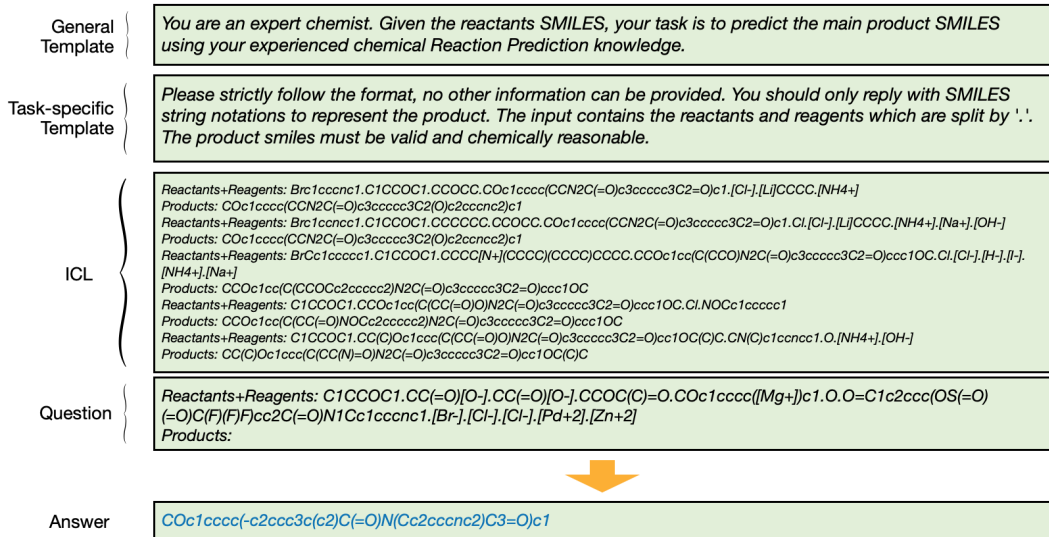 General
Template
You are an expert chemist. Given the reactants SMILES, your task is to predict the main product SMILES
using your experienced chemical Reaction Prediction knowledge.
Task-specific
Template
Please strictly follow the format, no other information can be provided. You should only reply with SMILES
string notations to represent the product. The input contains the reactants and reagents which are split by '.'.
The product smiles must be valid and chemically reasonable.
ICL
Reactants+Reagents: Brc1cccnc1.C1CCOC1.CCOCC.COc1cccc(CCN2C(=O)c3ccccc3C2=O)c1.[Cl-].[Li]CCCC.[NH4+]
Products: COc1cccc(CCN2C(=O)c3ccccc3C2(O)c2cccnc2)c1
Reactants+Reagents: Brc1ccncc1.C1CCOC1.CCCCCC.CCOCC.COc1cccc(CCN2C(=O)c3ccccc3C2=O)c1.Cl.[Cl-].[Li]CCCC.[NH4+].[Na+].[OH-]
Products: COc1cccc(CCN2C(=O)c3ccccc3C2(O)c2ccncc2)c1
Reactants+Reagents: BrCc1ccccc1.C1CCOC1.CCCC[N+](CCCC)(CCCC)CCCC.CCOc1cc(C(CCO)N2C(=O)c3ccccc3C2=O)ccc1OC.Cl.[Cl-].[H-].[I-].
[NH4+].[Na+]
Products: CCOc1cc(C(CCOCc2ccccc2)N2C(=O)c3ccccc3C2=O)ccc1OC
Reactants+Reagents: C1CCOC1.CCOc1cc(C(CC(=O)O)N2C(=O)c3ccccc3C2=O)ccc1OC.Cl.NOCc1ccccc1
Products: CCOc1cc(C(CC(=O)NOCc2ccccc2)N2C(=O)c3ccccc3C2=O)ccc1OC
Reactants+Reagents: C1CCOC1.CC(C)Oc1ccc(C(CC(=O)O)N2C(=O)c3ccccc3C2=O)cc1OC(C)C.CN(C)c1ccncc1.O.[NH4+].[OH-]
Products: CC(C)Oc1ccc(C(CC(N)=O)N2C(=O)c3ccccc3C2=O)cc1OC(C)C
Question
Reactants+Reagents: C1CCOC1.CC(=O)[O-].CC(=O)[O-].CCOC(C)=O.COc1cccc([Mg+])c1.O.O=C1c2ccc(OS(=O)
(=O)C(F)(F)F)cc2C(=O)N1Cc1cccnc1.[Br-].[Cl-].[Cl-].[Pd+2].[Zn+2]
Products:
Answer
COc1cccc(-c2ccc3c(c2)C(=O)N(Cc2cccnc2)C3=O)c1